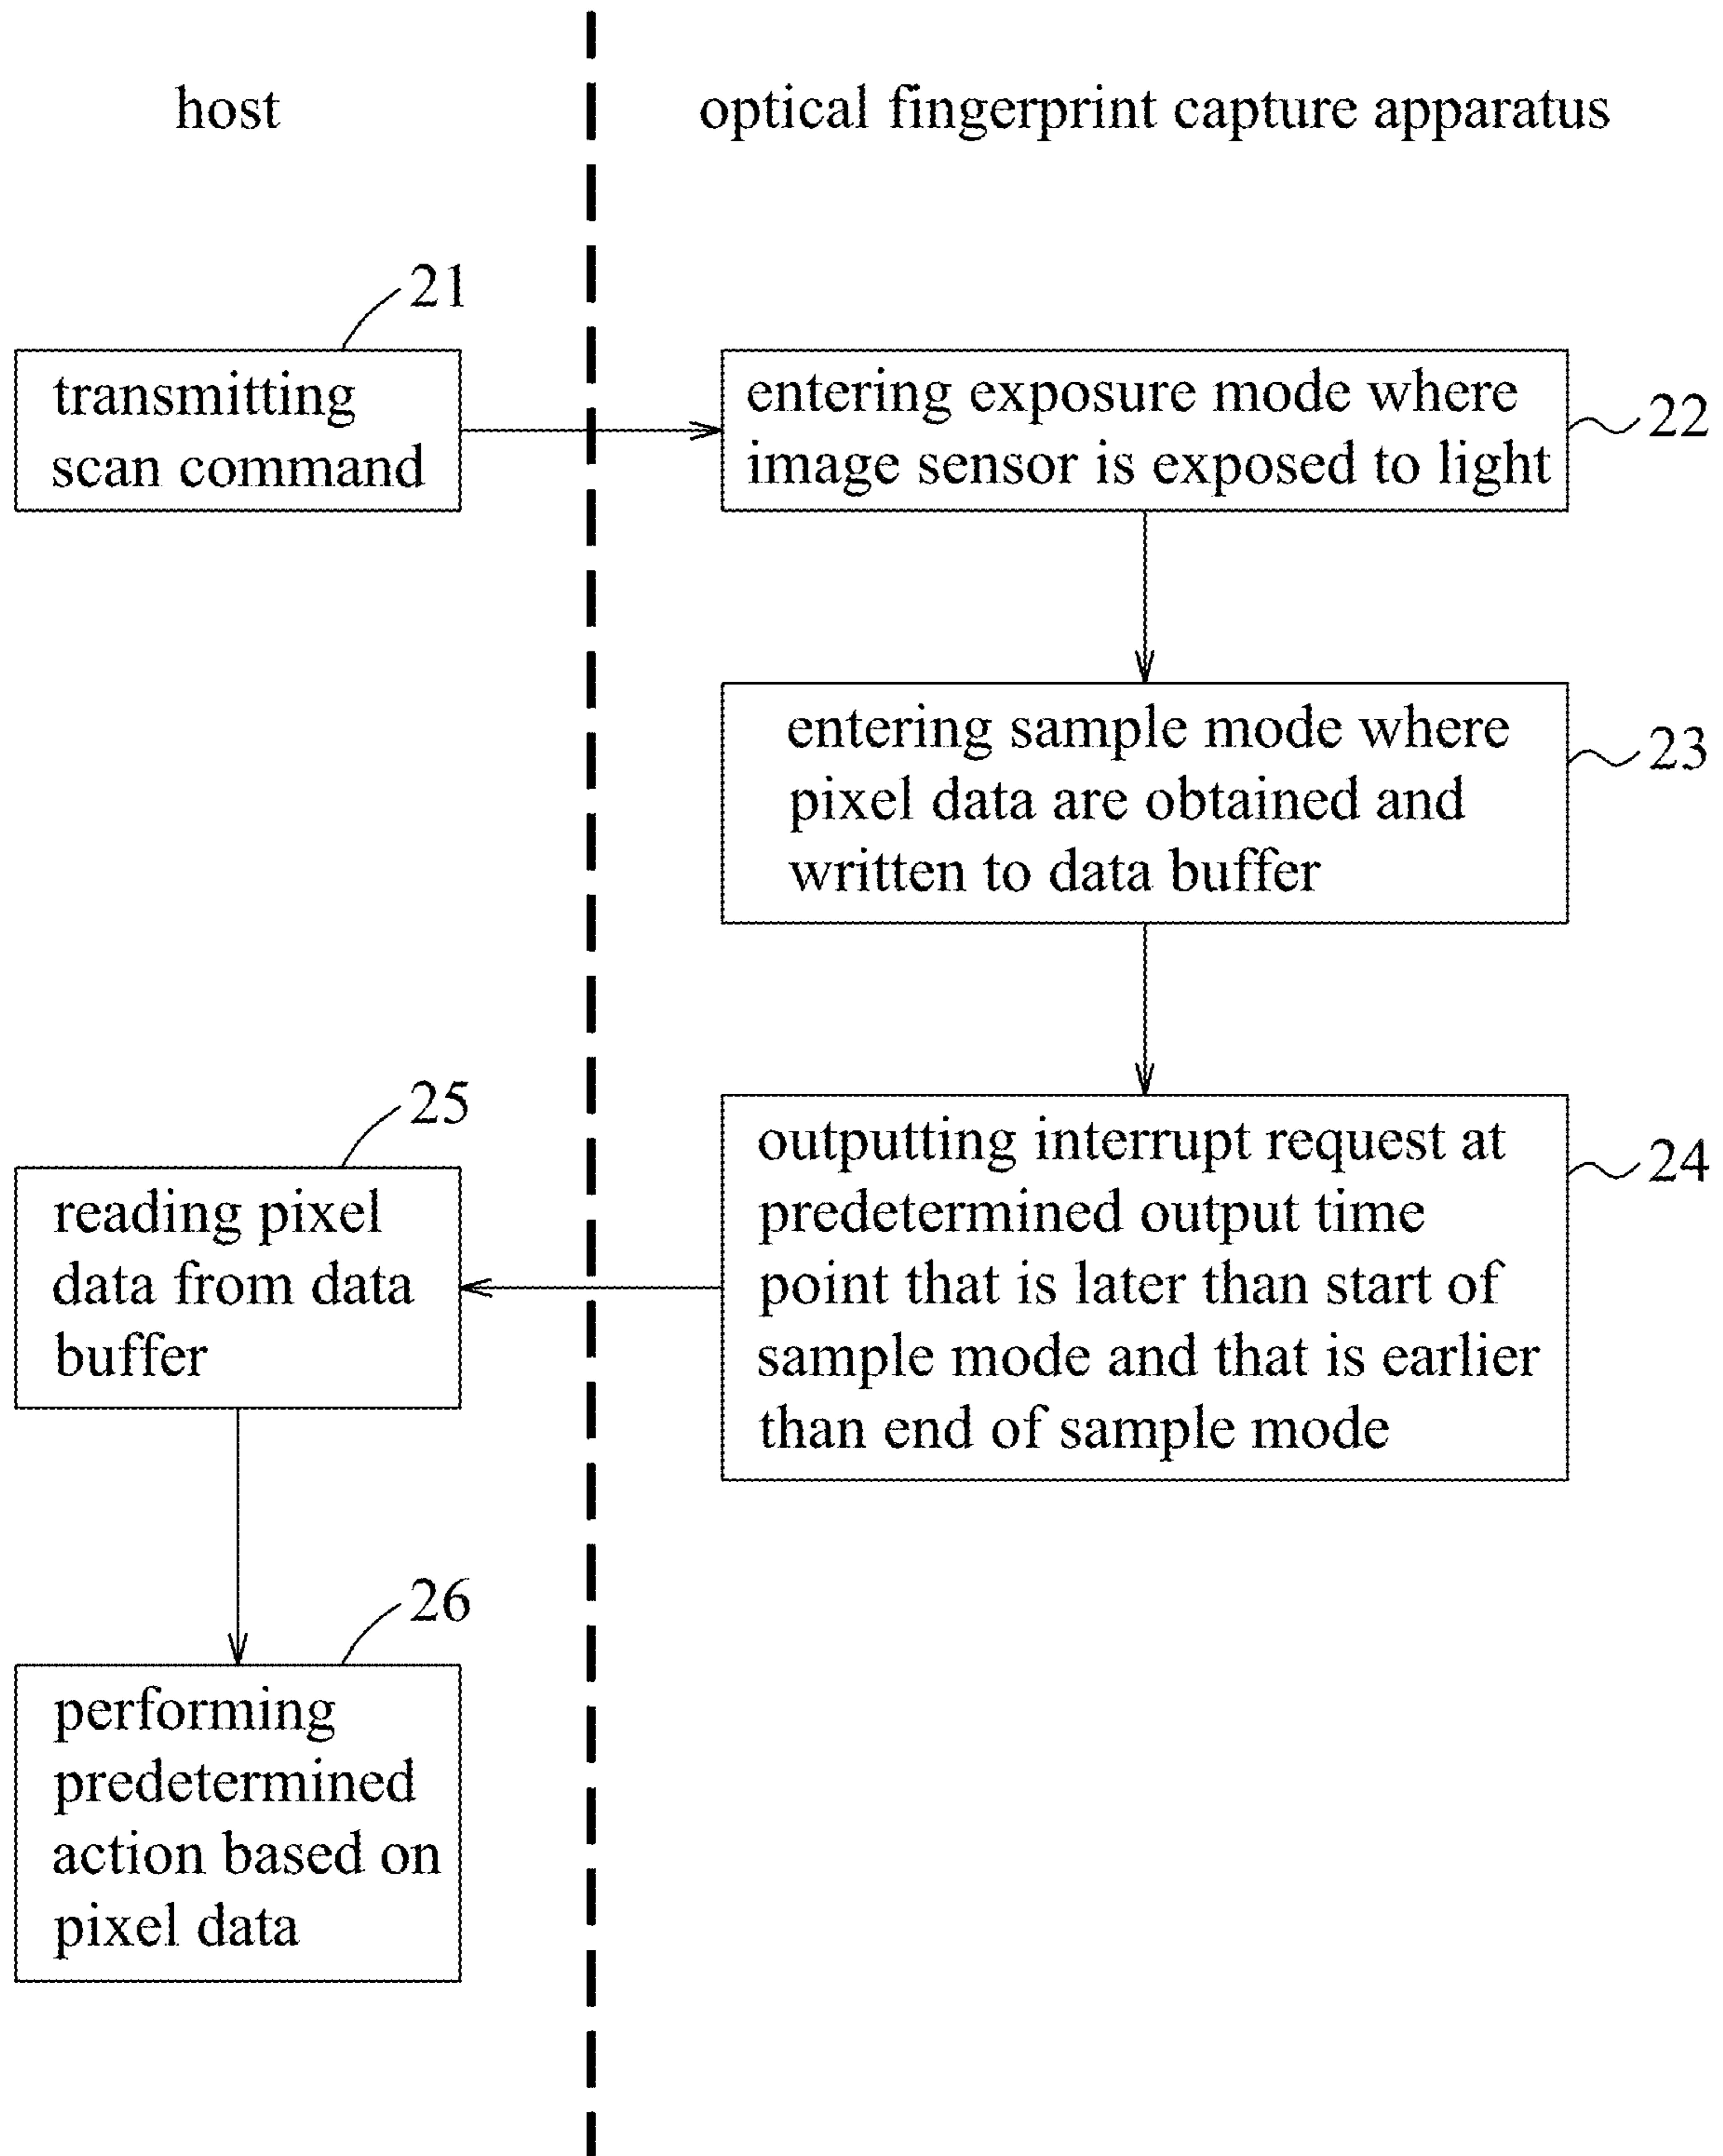 host
optical fingerprint capture apparatus
21
transmitting
scan command
entering exposure mode where
image sensor is exposed to light
22
entering sample mode where
pixel data are obtained and
written to data buffer
23
outputting interrupt request at
predetermined output time
point that is later than start of
sample mode and that is earlier
than end of sample mode
24
25
reading pixel
data from data
buffer
26
performing
predetermined
action based on
pixel data